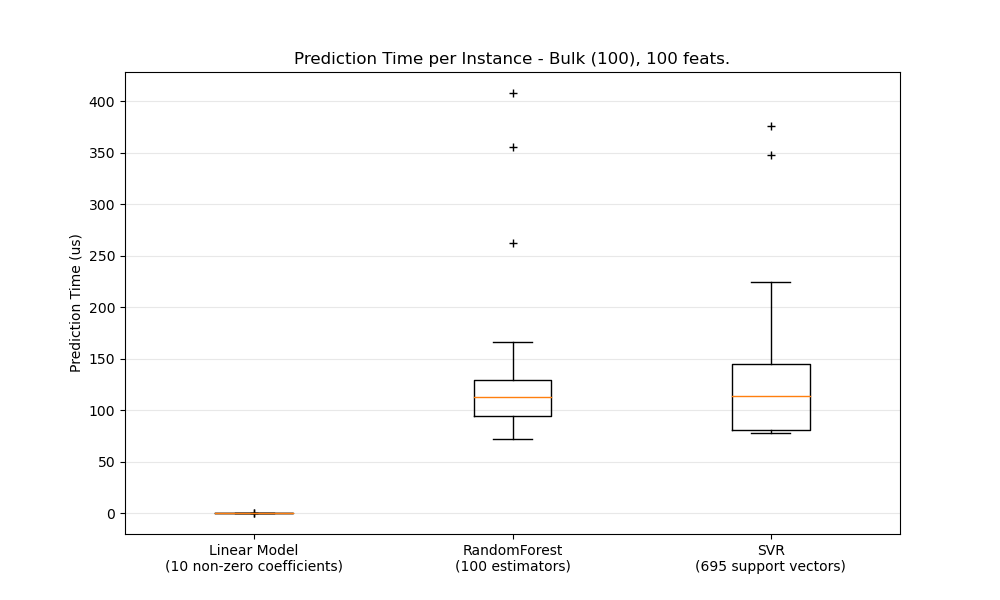 Prediction Time per Instance - Bulk (100), 100 feats.
Prediction Time (us)
400
350
300
250
200
150
100
50
0
Linear Model
(10 non-zero coefficients)
RandomForest
(100 estimators)
SVR
(695 support vectors)